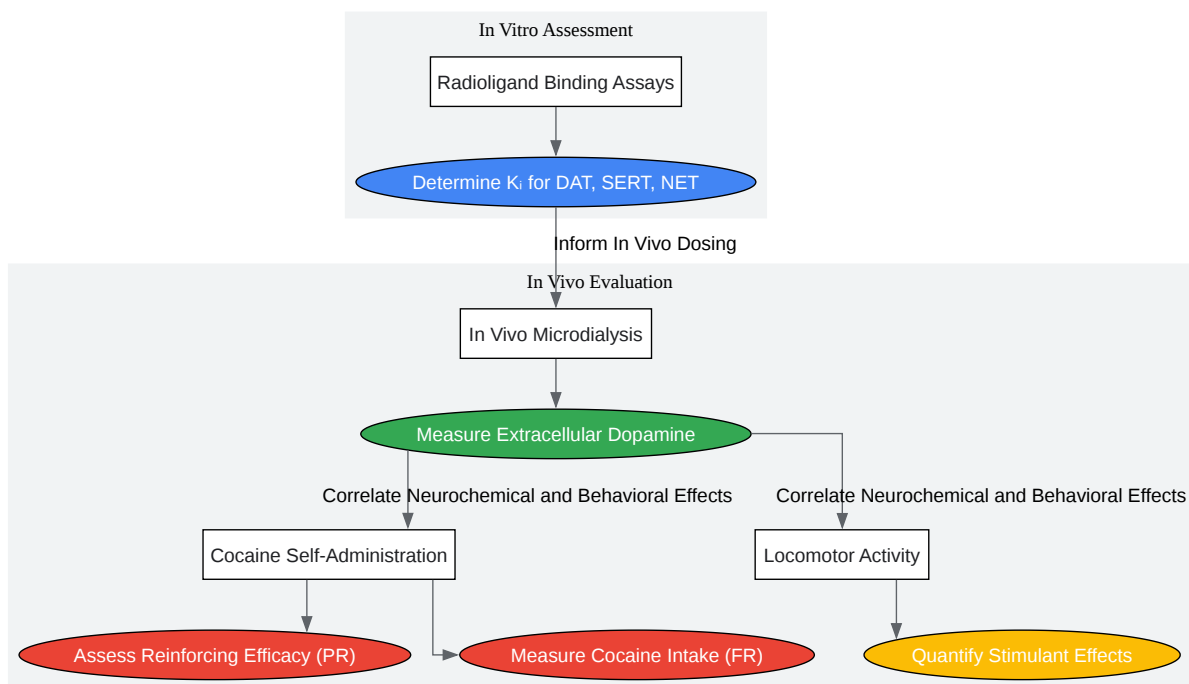 In Vitro Assessment
Radioligand Binding Assays
Determine Kᵢ for DAT, SERT, NET
Inform In Vivo Dosing
In Vivo Evaluation
In Vivo Microdialysis
Measure Extracellular Dopamine
Correlate Neurochemical and Behavioral Effects
Correlate Neurochemical and Behavioral Effects
Cocaine Self-Administration
Locomotor Activity
Assess Reinforcing Efficacy (PR)
Measure Cocaine Intake (FR)
Quantify Stimulant Effects